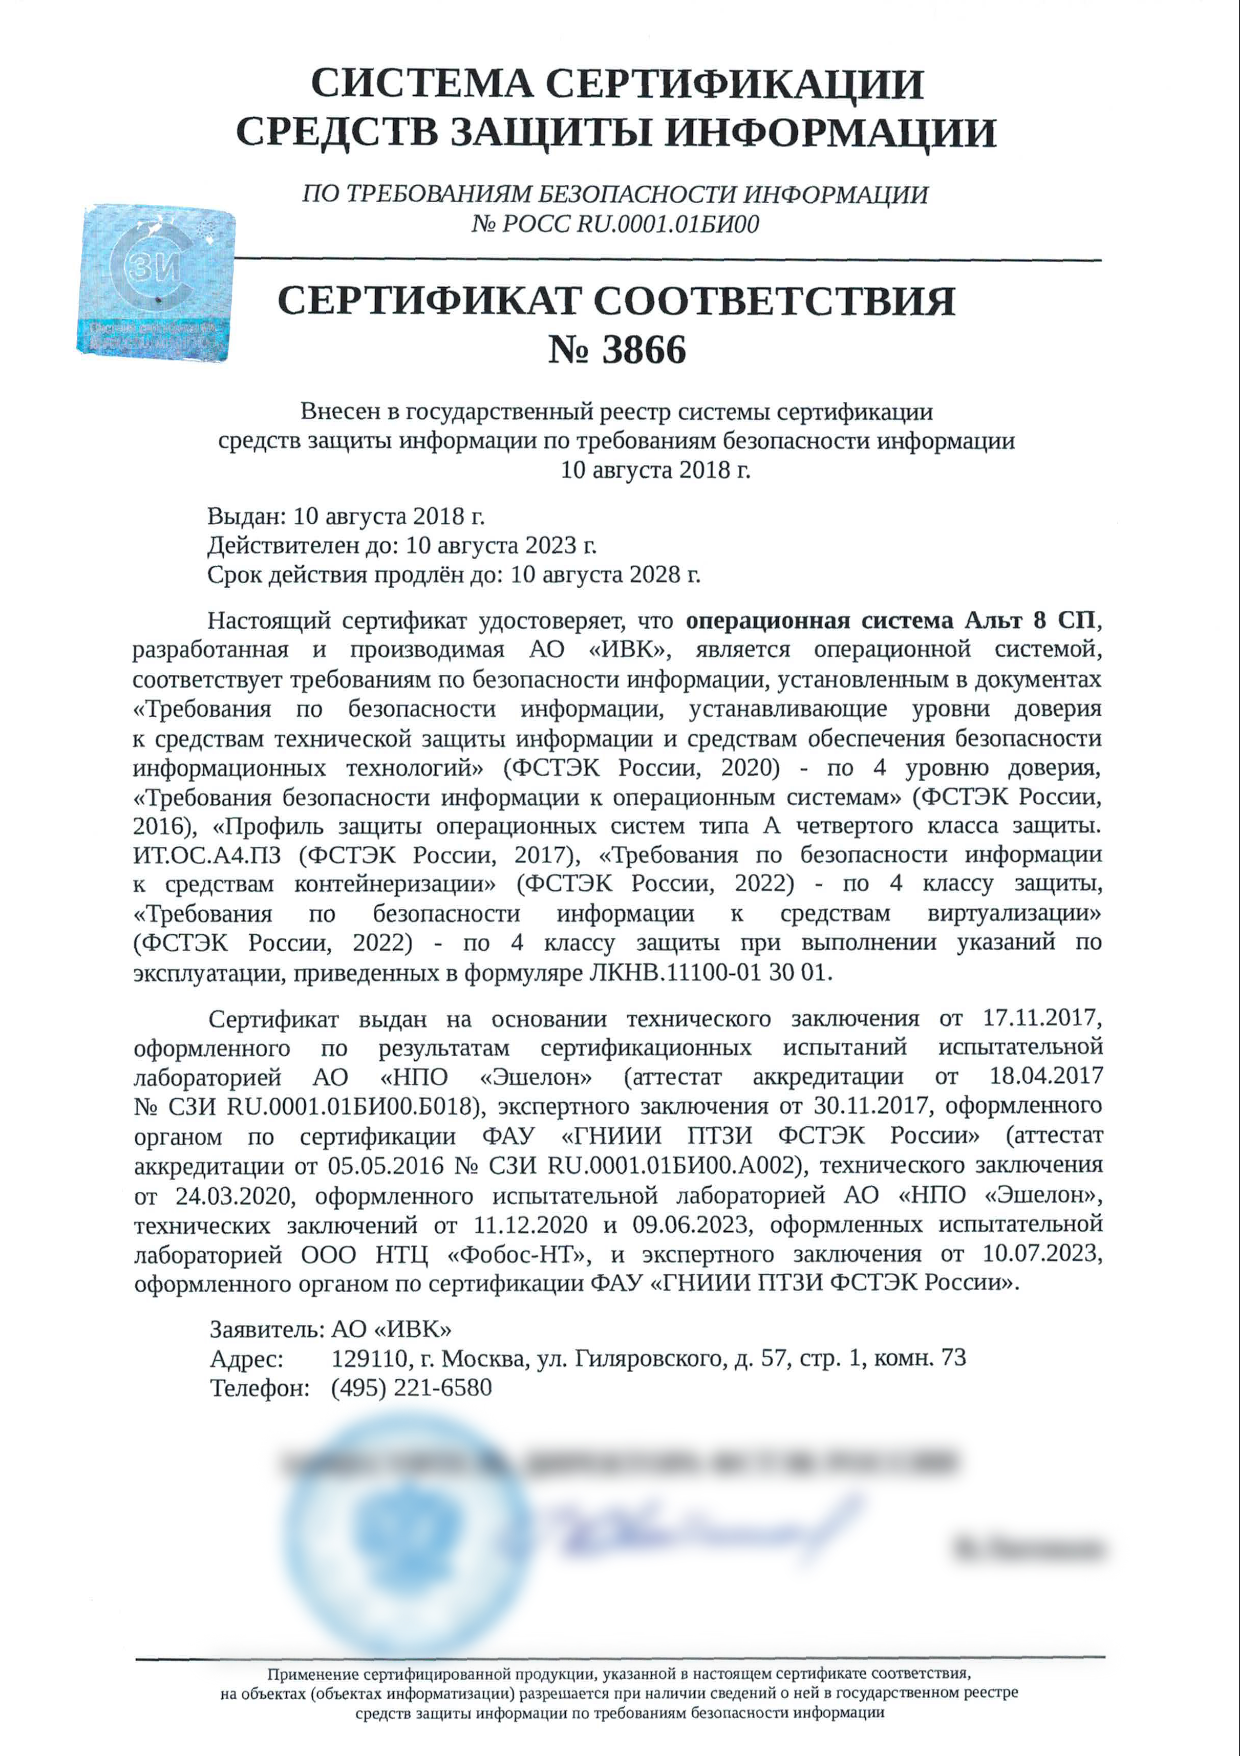 СИСТЕМА СЕРТИФИКАЦИИ
СРЕДСТВ ЗАЩИТЫ ИНФОРМАЦИИ
ПО ТРЕБОВАНИЯМ БЕЗОПАСНОСТИ ИНФОРМАЦИИ
№ РОСС RU.0001.01БИ00
СЗИ
СЕРТИФИКАТ СООТВЕТСТВИЯ
№ 3866
Внесен в государственный реестр системы сертификации
средств защиты информации по требованиям безопасности информации
10 августа 2018 г.
Выдан: 10 августа 2018 г.
Действителен до: 10 августа 2023 г.
Срок действия продлён до: 10 августа 2028 г.
Настоящий сертификат удостоверяет, что операционная система Альт 8 СП,
разработанная и производимая АО «ИВК», является операционной системой,
соответствует требованиям по безопасности информации, установленным в документах
«Требования по безопасности информации, устанавливающие уровни доверия
к средствам технической защиты информации и средствам обеспечения безопасности
информационных технологий» (ФСТЭК России, 2020) - по 4 уровню доверия,
«Требования безопасности информации к операционным системам» (ФСТЭК России,
2016), «Профиль защиты операционных систем типа А четвертого класса защиты.
ИТ.ОС.А4.ПЗ (ФСТЭК России, 2017), «Требования по безопасности информации
к средствам контейнеризации» (ФСТЭК России, 2022) - по 4 классу защиты,
«Требования по безопасности информации к средствам виртуализации»
(ФСТЭК России, 2022) - по 4 классу защиты при выполнении указаний по
эксплуатации, приведенных в формуляре ЛКНВ.11100-01 30 01.
Сертификат выдан на основании технического заключения от 17.11.2017,
оформленного по результатам сертификационных испытаний испытательной
лабораторией АО «НПО «Эшелон» (аттестат аккредитации от 18.04.2017
№ СЗИ RU.0001.01БИ00.Б018), экспертного заключения от 30.11.2017, оформленного
органом по сертификации ФАУ «ГНИИИ ПТЗИ ФСТЭК России» (аттестат
аккредитации от 05.05.2016 № СЗИ RU.0001.01БИ00.А002), технического заключения
от 24.03.2020, оформленного испытательной лабораторией АО «НПО «Эшелон»,
технических заключений от 11.12.2020 и 09.06.2023, оформленных испытательной
лабораторией ООО НТЦ «Фобос-НТ», и экспертного заключения от 10.07.2023,
оформленного органом по сертификации ФАУ «ГНИИИ ПТЗИ ФСТЭК России».
Заявитель: АО «ИВК»
Адрес: 129110, г. Москва, ул. Гиляровского, д. 57, стр. 1, комн. 73
Телефон: (495) 221-6580
Применение сертифицированной продукции, указанной в настоящем сертификате соответствия,
на объектах (объектах информатизации) разрешается при наличии сведений о ней в государственном реестре
средств защиты информации по требованиям безопасности информации